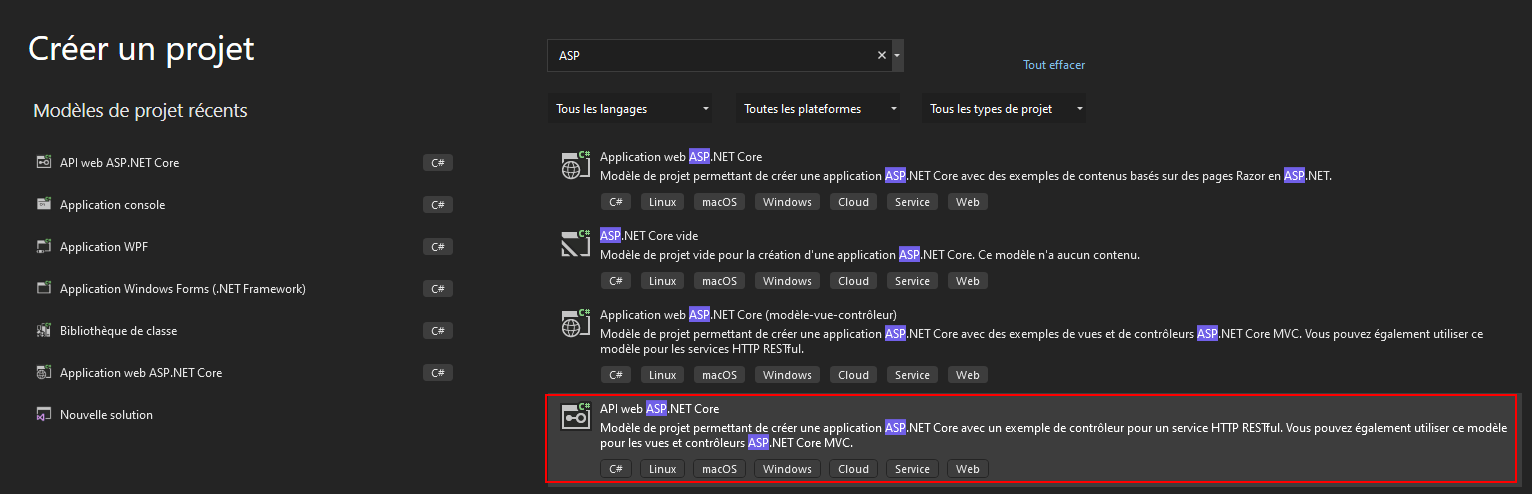 Créer un projet
ASP
Tout effacer
Modèles de projet récents
Tous les langages
Toutes les plateformes
Tous les types de projet
API web ASP.NET Core
C#
Application console
C#
Application WPF
C#
Application Windows Forms (.NET Framework)
C#
Bibliothèque de classe
C#
Application web ASP.NET Core
C#
Nouvelle solution
C#
Application web ASP.NET Core
Modèle de projet permettant de créer une application ASP.NET Core avec des exemples de contenus basés sur des pages Razor en ASP.NET.
C# Linux macOS Windows Cloud Service Web
C#
ASP.NET Core vide
Modèle de projet vide pour la création d'une application ASP.NET Core. Ce modèle n'a aucun contenu.
C# Linux macOS Windows Cloud Service Web
C#
Application web ASP.NET Core (modèle-vue-contrôleur)
Modèle de projet permettant de créer une application ASP.NET Core avec des exemples de vues et de contrôleurs ASP.NET Core MVC. Vous pouvez également utiliser ce
modèle pour les services HTTP RESTful.
C# Linux macOS Windows Cloud Service Web
C#
API web ASP.NET Core
Modèle de projet permettant de créer une application ASP.NET Core avec un exemple de contrôleur pour un service HTTP RESTful. Vous pouvez également utiliser ce modèle
pour les vues et contrôleurs ASP.NET Core MVC.
C# Linux macOS Windows Cloud Service Web